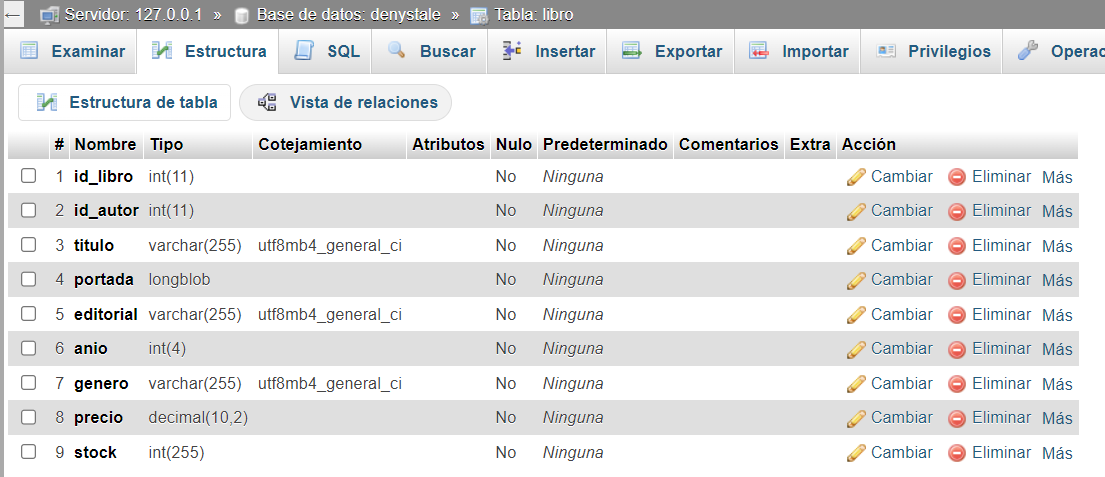 ← Servidor: 127.0.0.1 » Base de datos: denystale » Tabla: libro
Examinar Estructura SQL Buscar Insertar Exportar Importar Privilegios Operac
Estructura de tabla Vista de relaciones
# Nombre Tipo Cotejamiento Atributos Nulo Predeterminado Comentarios Extra Acción
1 id_libro int(11) No Ninguna Cambiar Eliminar Más
2 id_autor int(11) No Ninguna Cambiar Eliminar Más
3 titulo varchar(255) utf8mb4_general_ci No Ninguna Cambiar Eliminar Más
4 portada longblob No Ninguna Cambiar Eliminar Más
5 editorial varchar(255) utf8mb4_general_ci No Ninguna Cambiar Eliminar Más
6 anio int(4) No Ninguna Cambiar Eliminar Más
7 genero varchar(255) utf8mb4_general_ci No Ninguna Cambiar Eliminar Más
8 precio decimal(10,2) No Ninguna Cambiar Eliminar Más
9 stock int(255) No Ninguna Cambiar Eliminar Más